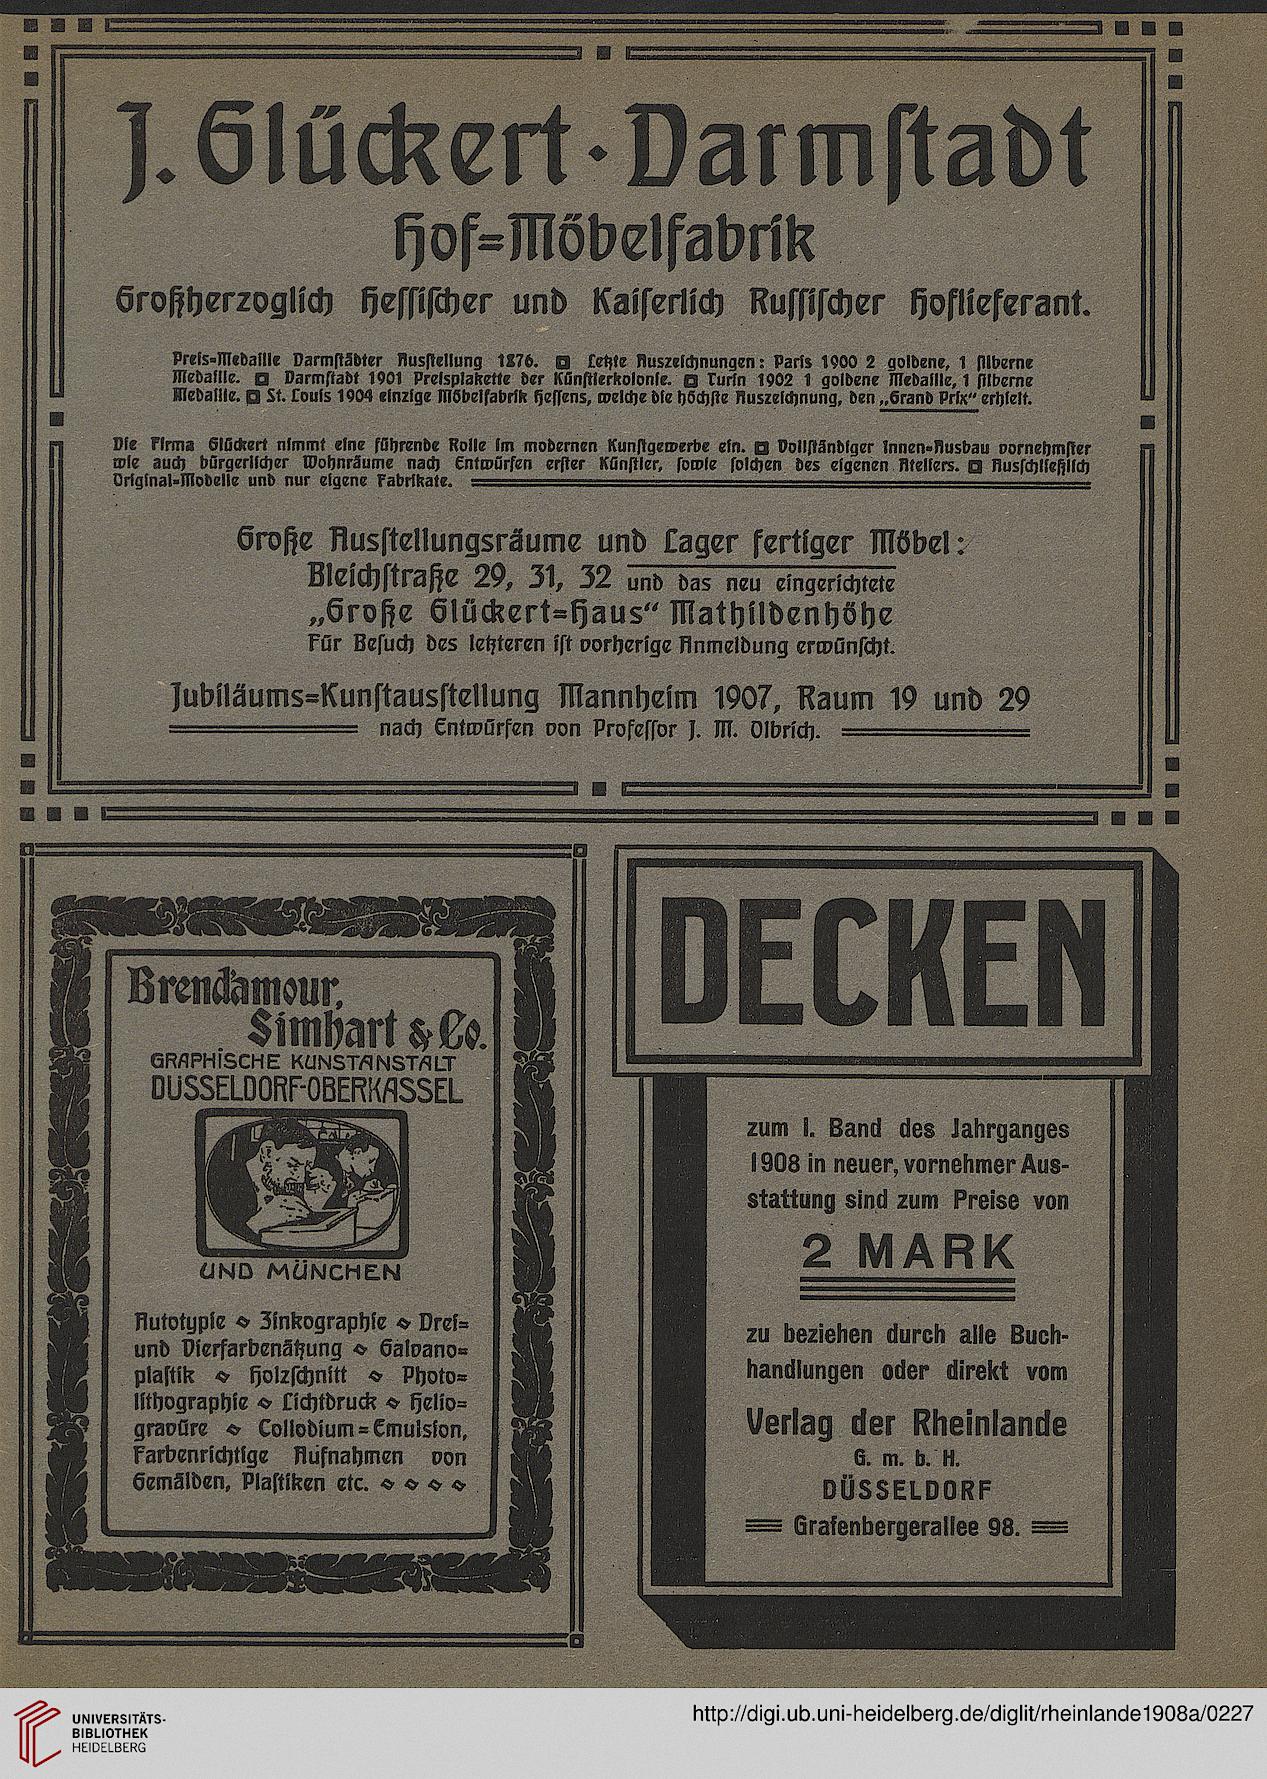 J. Glückert · Darmſtadt
Hof=Möbelfabrik
Großherzoglich Heſſiſcher und Kaiſerlich Ruſſiſcher Hoflieferant.
Preis=Medaille Darmſtädter Ausſtellung 1876. Letzte Auszeichnungen: Paris 1900 2 goldene, 1 ſilberne
Medaille. Darmſtadt 1901 Preisplakette der Künſtlerkolonie. Turin 1902 1 goldene Medaille, 1 ſilberne
Medaille. St. Louis 1904 einzige Möbelfabrik Heſſens, welche die höchſte Auszeichnung, den „Grand Prix“ erhielt.
Die Firma Glückert nimmt eine führende Rolle im modernen Kunſtgewerbe ein. Vollſtändiger Innen=Ausbau vornehmſter
wie auch bürgerlicher Wohnräume nach Entwürfen erſter Künſtler, ſowie ſolchen des eigenen Ateliers. Ausſchließlich
Original=Modelle und nur eigene Fabrikate.
Große Ausſtellungsräume und Lager fertiger Möbel:
Bleichſtraße 29, 31, 32 und das neu eingerichtete
„Große Glückert=Haus“ Mathildenhöhe
Für Beſuch des letzteren iſt vorherige Anmeldung erwünſcht.
Jubiläums=Kunſtausſtellung Mannheim 1907, Raum 19 und 29
nach Entwürfen von Profeſſor J. M. Olbrich.
Brend'amour,
Simhart & Co.
GRAPHISCHE KUNSTANSTALT
DÜSSELDORF-OBERKASSEL
UND MÜNCHEN
Autotypie ⋄ Zinkographie ⋄ Drei=
und Vierfarbenätzung ⋄ Galvano=
plaſtik ⋄ Holzſchnitt ⋄ Photo=
lithographie ⋄ Lichtdruck ⋄ Helio=
gravüre ⋄ Collodium=Emulſion,
Farbenrichtige Aufnahmen von
Gemälden, Plaſtiken etc. ⋄ ⋄ ⋄ ⋄
DECKEN
zum I. Band des Jahrganges
1908 in neuer, vornehmer Aus-
stattung sind zum Preise von
2 MARK
zu beziehen durch alle Buch-
handlungen oder direkt vom
Verlag der Rheinlande
G. m. b. H.
DÜSSELDORF
Grafenbergerallee 98.
UNIVERSITÄTS-
BIBLIOTHEK
HEIDELBERG
http://digi.ub.uni-heidelberg.de/diglit/rheinlande1908a/0227